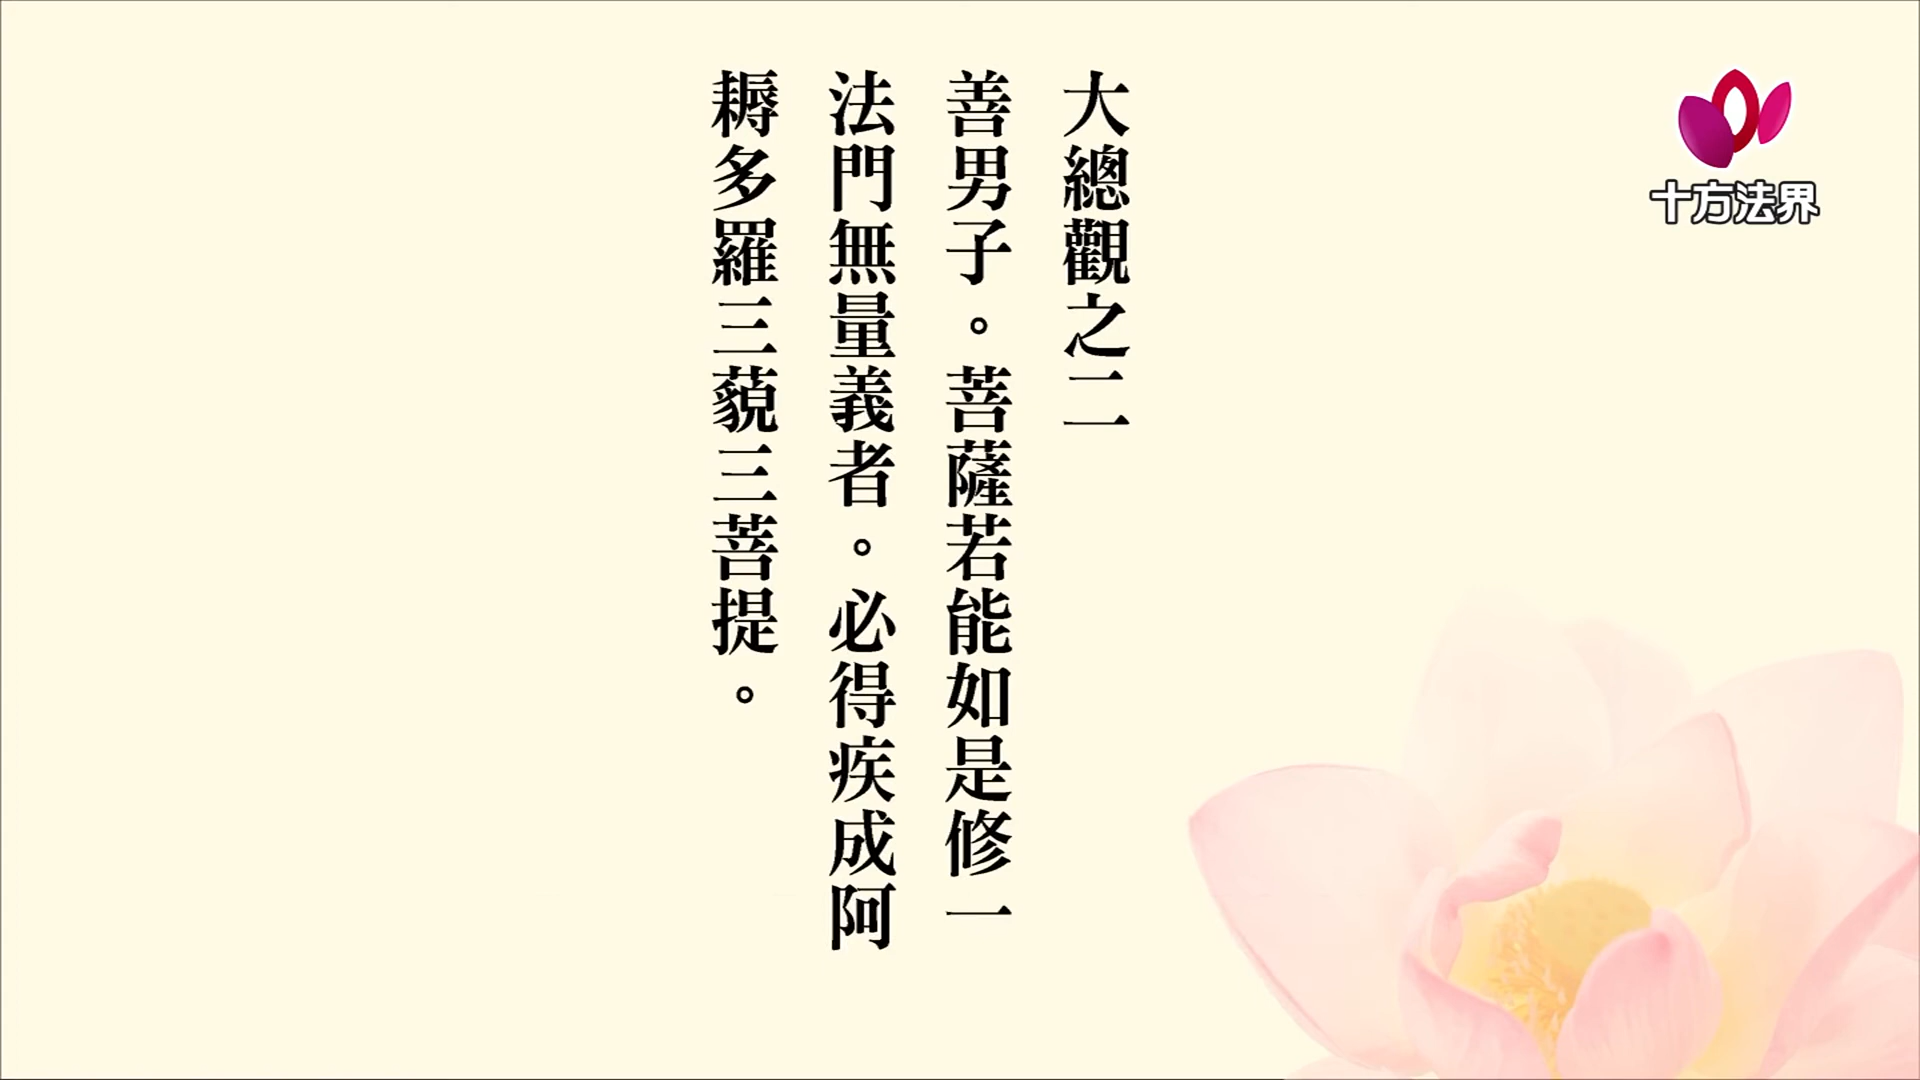 大總觀之二
善男子。菩薩若能如是修一
法門無量義者。必得疾成阿
耨多羅三藐三菩提。
十方法界